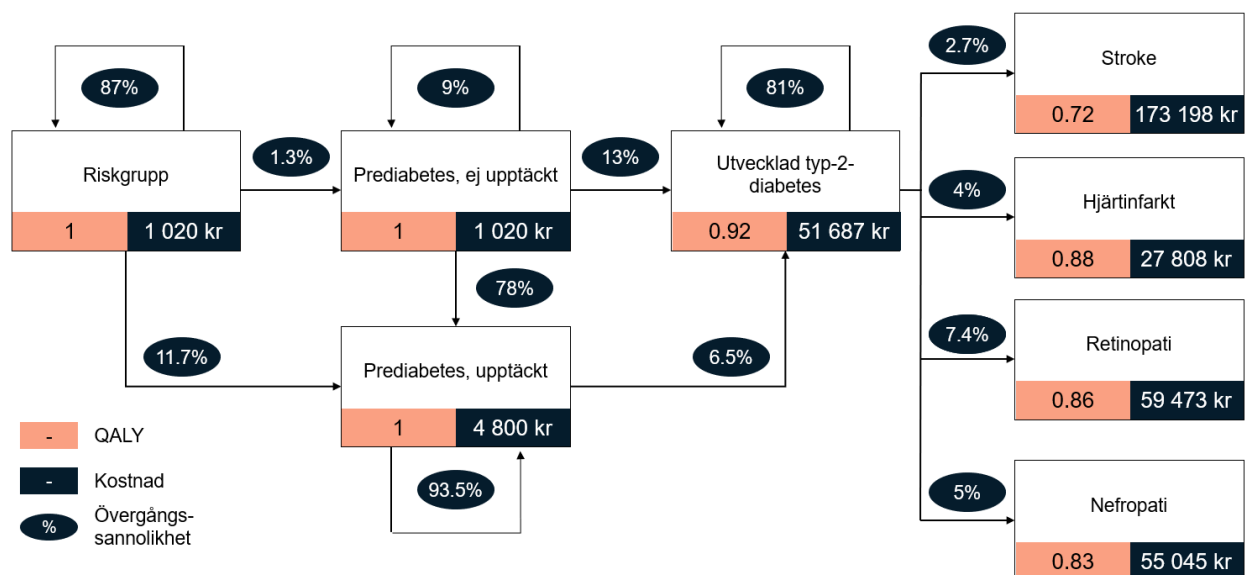 87%
Riskgrupp
1
1 020 kr
1.3%
9%
Prediabetes, ej upptäckt
1
1 020 kr
13%
81%
Utvecklad typ-2-
diabetes
0.92
51 687 kr
2.7%
Stroke
0.72
173 198 kr
4%
Hjärtinfarkt
0.88
27 808 kr
7.4%
Retinopati
0.86
59 473 kr
5%
Nefropati
0.83
55 045 kr
78%
11.7%
Prediabetes, upptäckt
1
4 800 kr
6.5%
93.5%
-
QALY
-
Kostnad
%
Övergångs-
sannolikhet